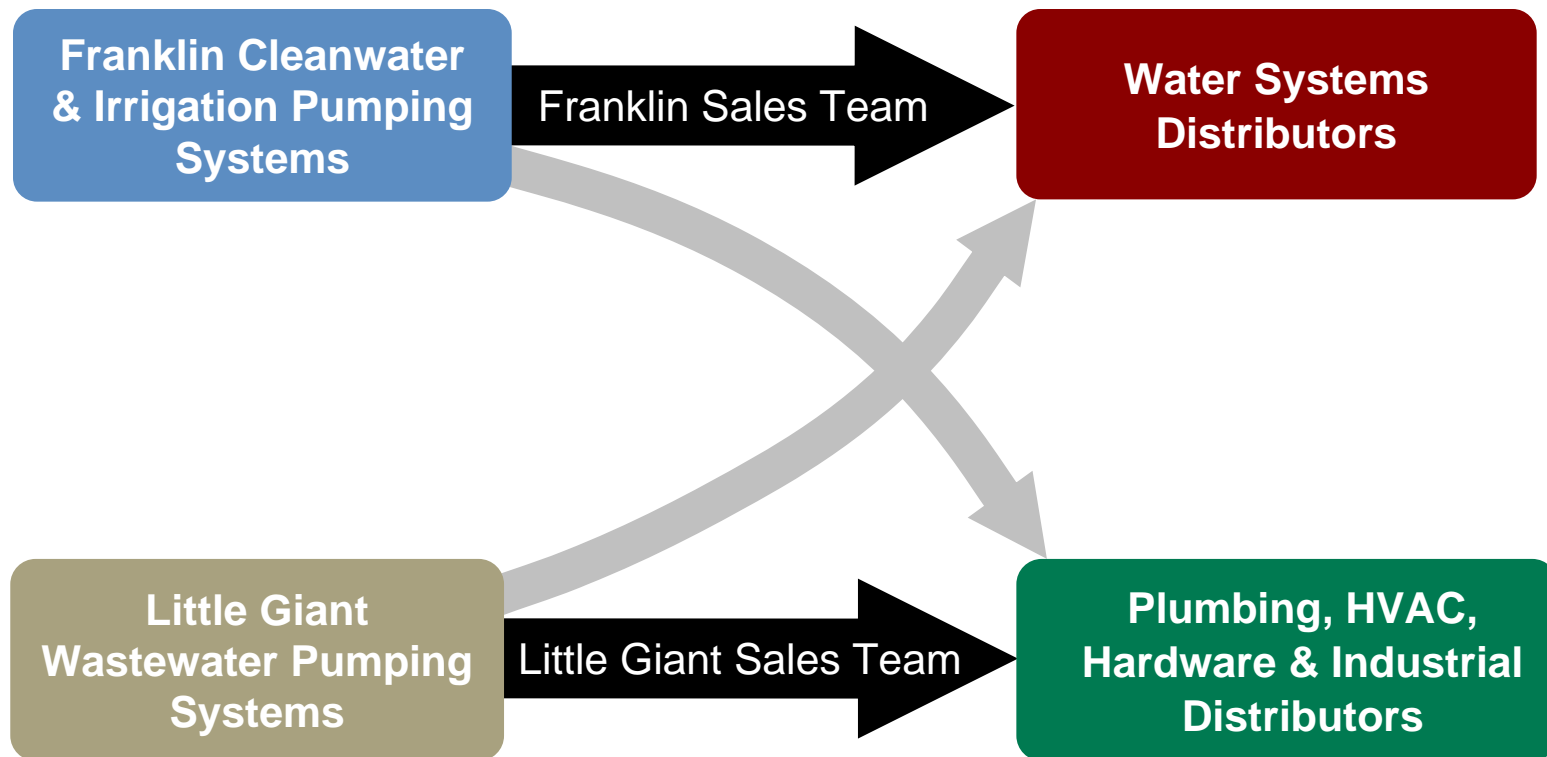 Franklin Cleanwater
& Irrigation Pumping
Systems
Franklin Sales Team
Water Systems
Distributors
Little Giant
Wastewater Pumping
Systems
Little Giant Sales Team
Plumbing, HVAC,
Hardware & Industrial
Distributors